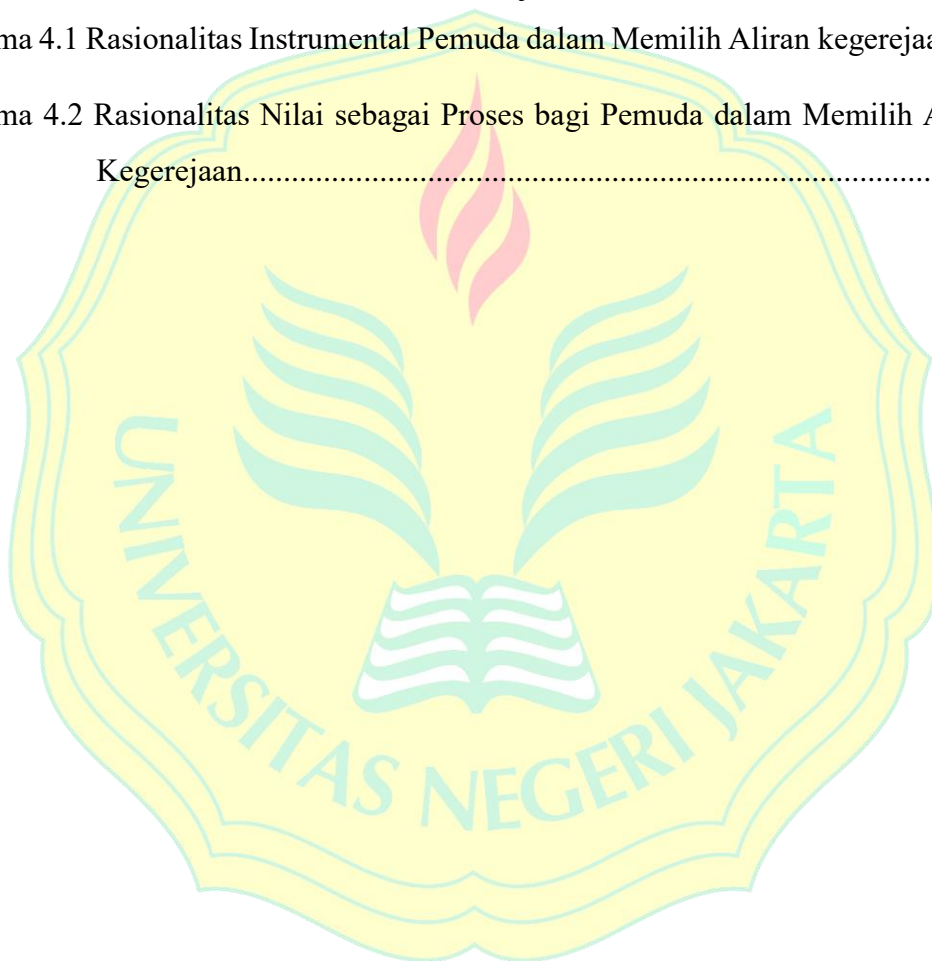 ma 4.1 Rasionalitas Instrumental Pemuda dalam Memilih Aliran kegerejaa
ma 4.2 Rasionalitas Nilai sebagai Proses bagi Pemuda dalam Memilih A
Kegerejaan.....................................................................................
UNIVERSITAS NEGERI JAKARTA